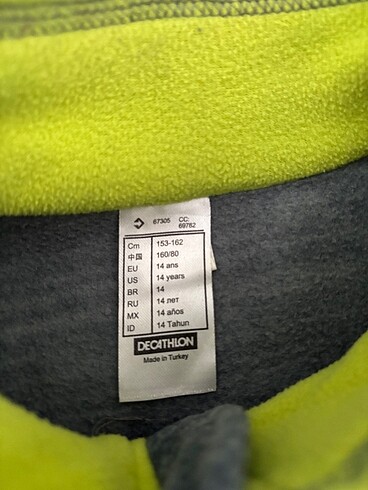 67305 CC: 69782
Cm 153-162
中国 160/80
EU 14 ans
US 14 years
BR 14
RU 14 лет
MX 14 años
ID 14 Tahun
DECATHLON
Made in Turkey